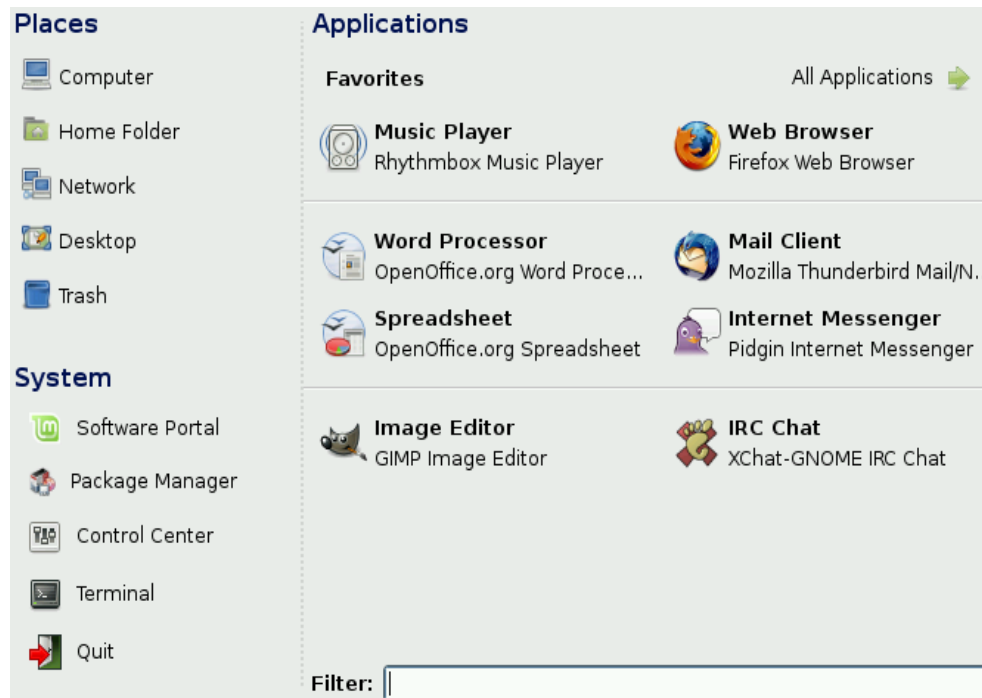 Places
Computer
Home Folder
Network
Desktop
Trash
System
Software Portal
Package Manager
Control Center
Terminal
Quit
Applications
Favorites
All Applications
Music Player
Rhythmbox Music Player
Web Browser
Firefox Web Browser
Word Processor
OpenOffice.org Word Proce...
Mail Client
Mozilla Thunderbird Mail/N.
Spreadsheet
OpenOffice.org Spreadsheet
Internet Messenger
Pidgin Internet Messenger
Image Editor
GIMP Image Editor
IRC Chat
XChat-GNOME IRC Chat
Filter: